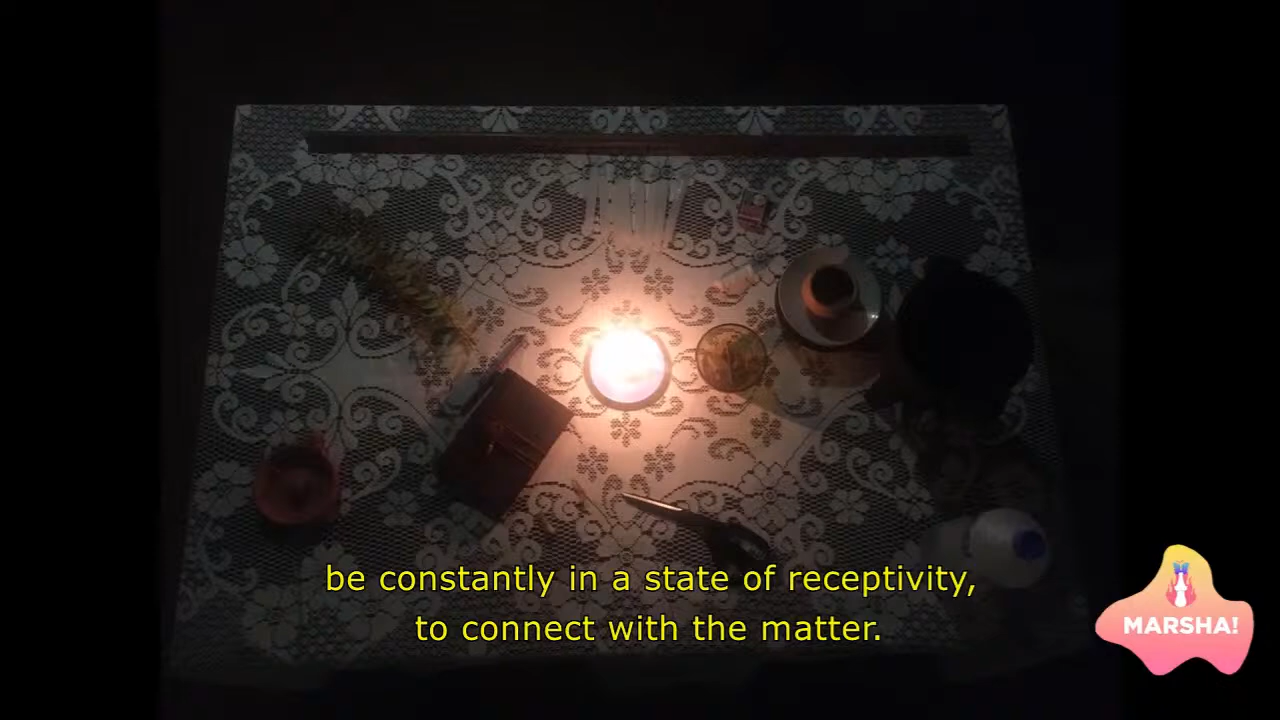 be constantly in a state of receptivity,
to connect with the matter.
MARSHA!